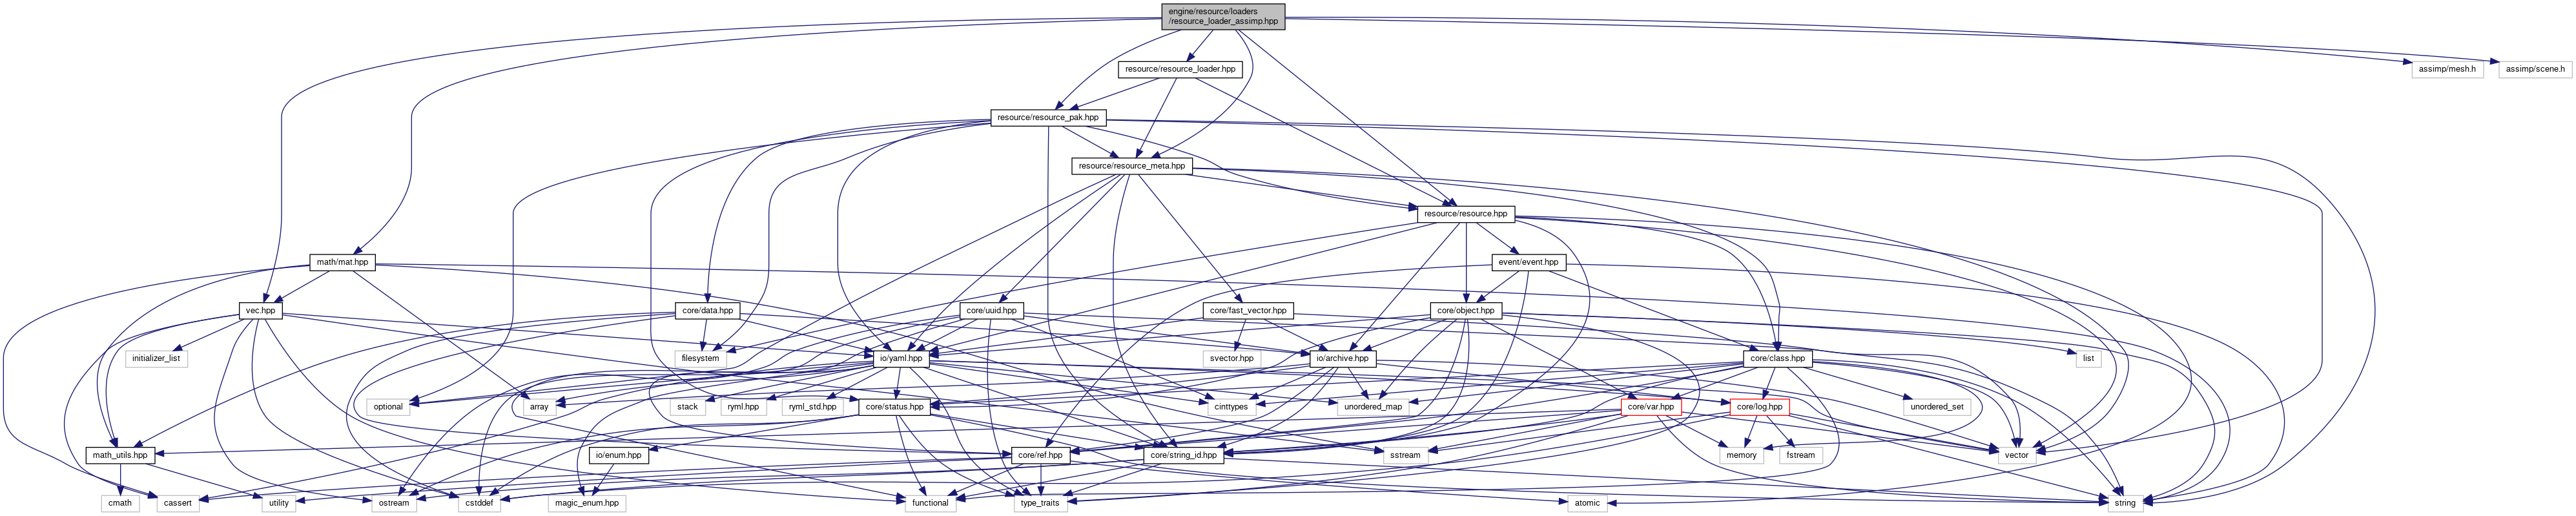 engine/resource/loaders
/resource_loader_assimp.hpp
resource/resource_loader.hpp
assimp/mesh.h
assimp/scene.h
resource/resource_pak.hpp
resource/resource_meta.hpp
resource/resource.hpp
math/mat.hpp
event/event.hpp
vec.hpp
core/data.hpp
core/uuid.hpp
core/fast_vector.hpp
core/object.hpp
initializer_list
filesystem
io/yaml.hpp
svector.hpp
io/archive.hpp
core/class.hpp
list
optional
array
stack
ryml.hpp
ryml_std.hpp
core/status.hpp
cinttypes
unordered_map
core/var.hpp
core/log.hpp
unordered_set
math_utils.hpp
io/enum.hpp
core/ref.hpp
core/string_id.hpp
sstream
memory
fstream
vector
cmath
cassert
utility
ostream
cstddef
magic_enum.hpp
functional
type_traits
atomic
string